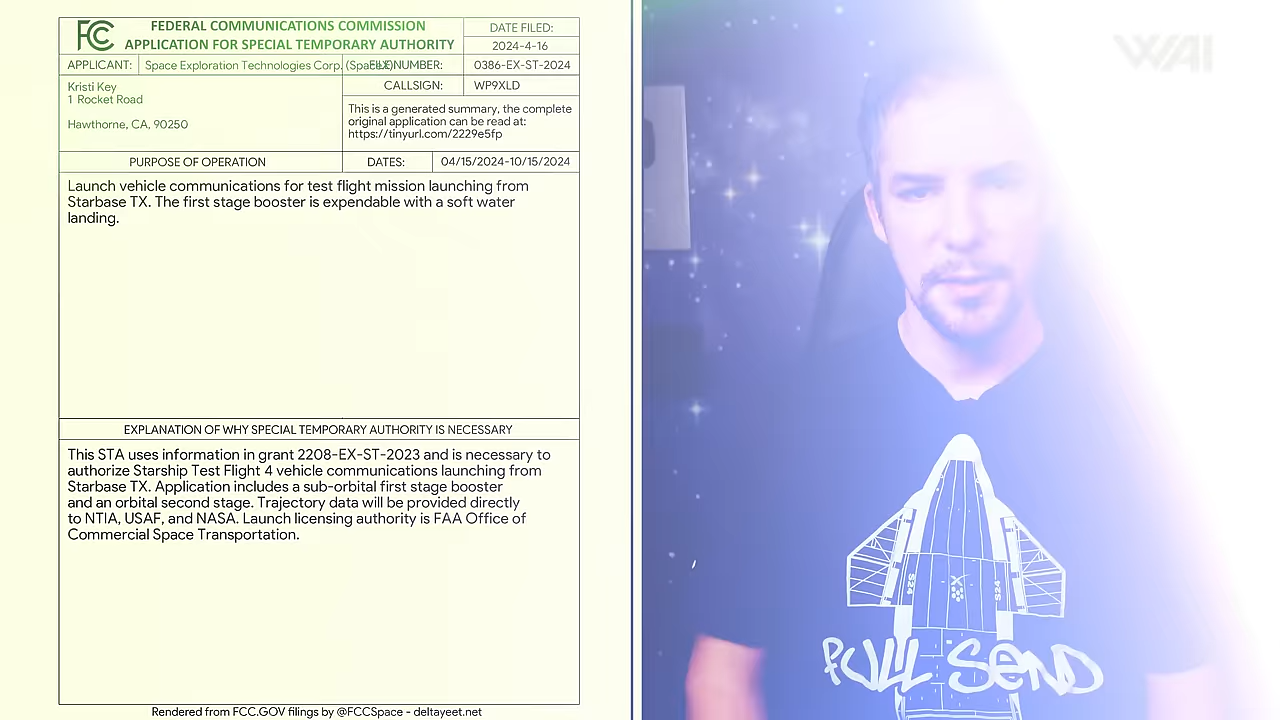 FCC
FEDERAL COMMUNICATIONS COMMISSION
APPLICATION FOR SPECIAL TEMPORARY AUTHORITY
DATE FILED:
2024-4-16
APPLICANT:
Space Exploration Technologies Corp. (SpaceX)
FILE NUMBER:
0386-EX-ST-2024
Kristi Key
1 Rocket Road
Hawthorne, CA, 90250
CALLSIGN:
WP9XLD
This is a generated summary, the complete
original application can be read at:
https://tinyurl.com/2229e5fp
PURPOSE OF OPERATION
DATES:
04/15/2024-10/15/2024
Launch vehicle communications for test flight mission launching from
Starbase TX. The first stage booster is expendable with a soft water
landing.
EXPLANATION OF WHY SPECIAL TEMPORARY AUTHORITY IS NECESSARY
This STA uses information in grant 2208-EX-ST-2023 and is necessary to
authorize Starship Test Flight 4 vehicle communications launching from
Starbase TX. Application includes a sub-orbital first stage booster
and an orbital second stage. Trajectory data will be provided directly
to NTIA, USAF, and NASA. Launch licensing authority is FAA Office of
Commercial Space Transportation.
Rendered from FCC.GOV filings by @FCCSpace - deltayeet.net
WAI
S24
S24
FULL SEND